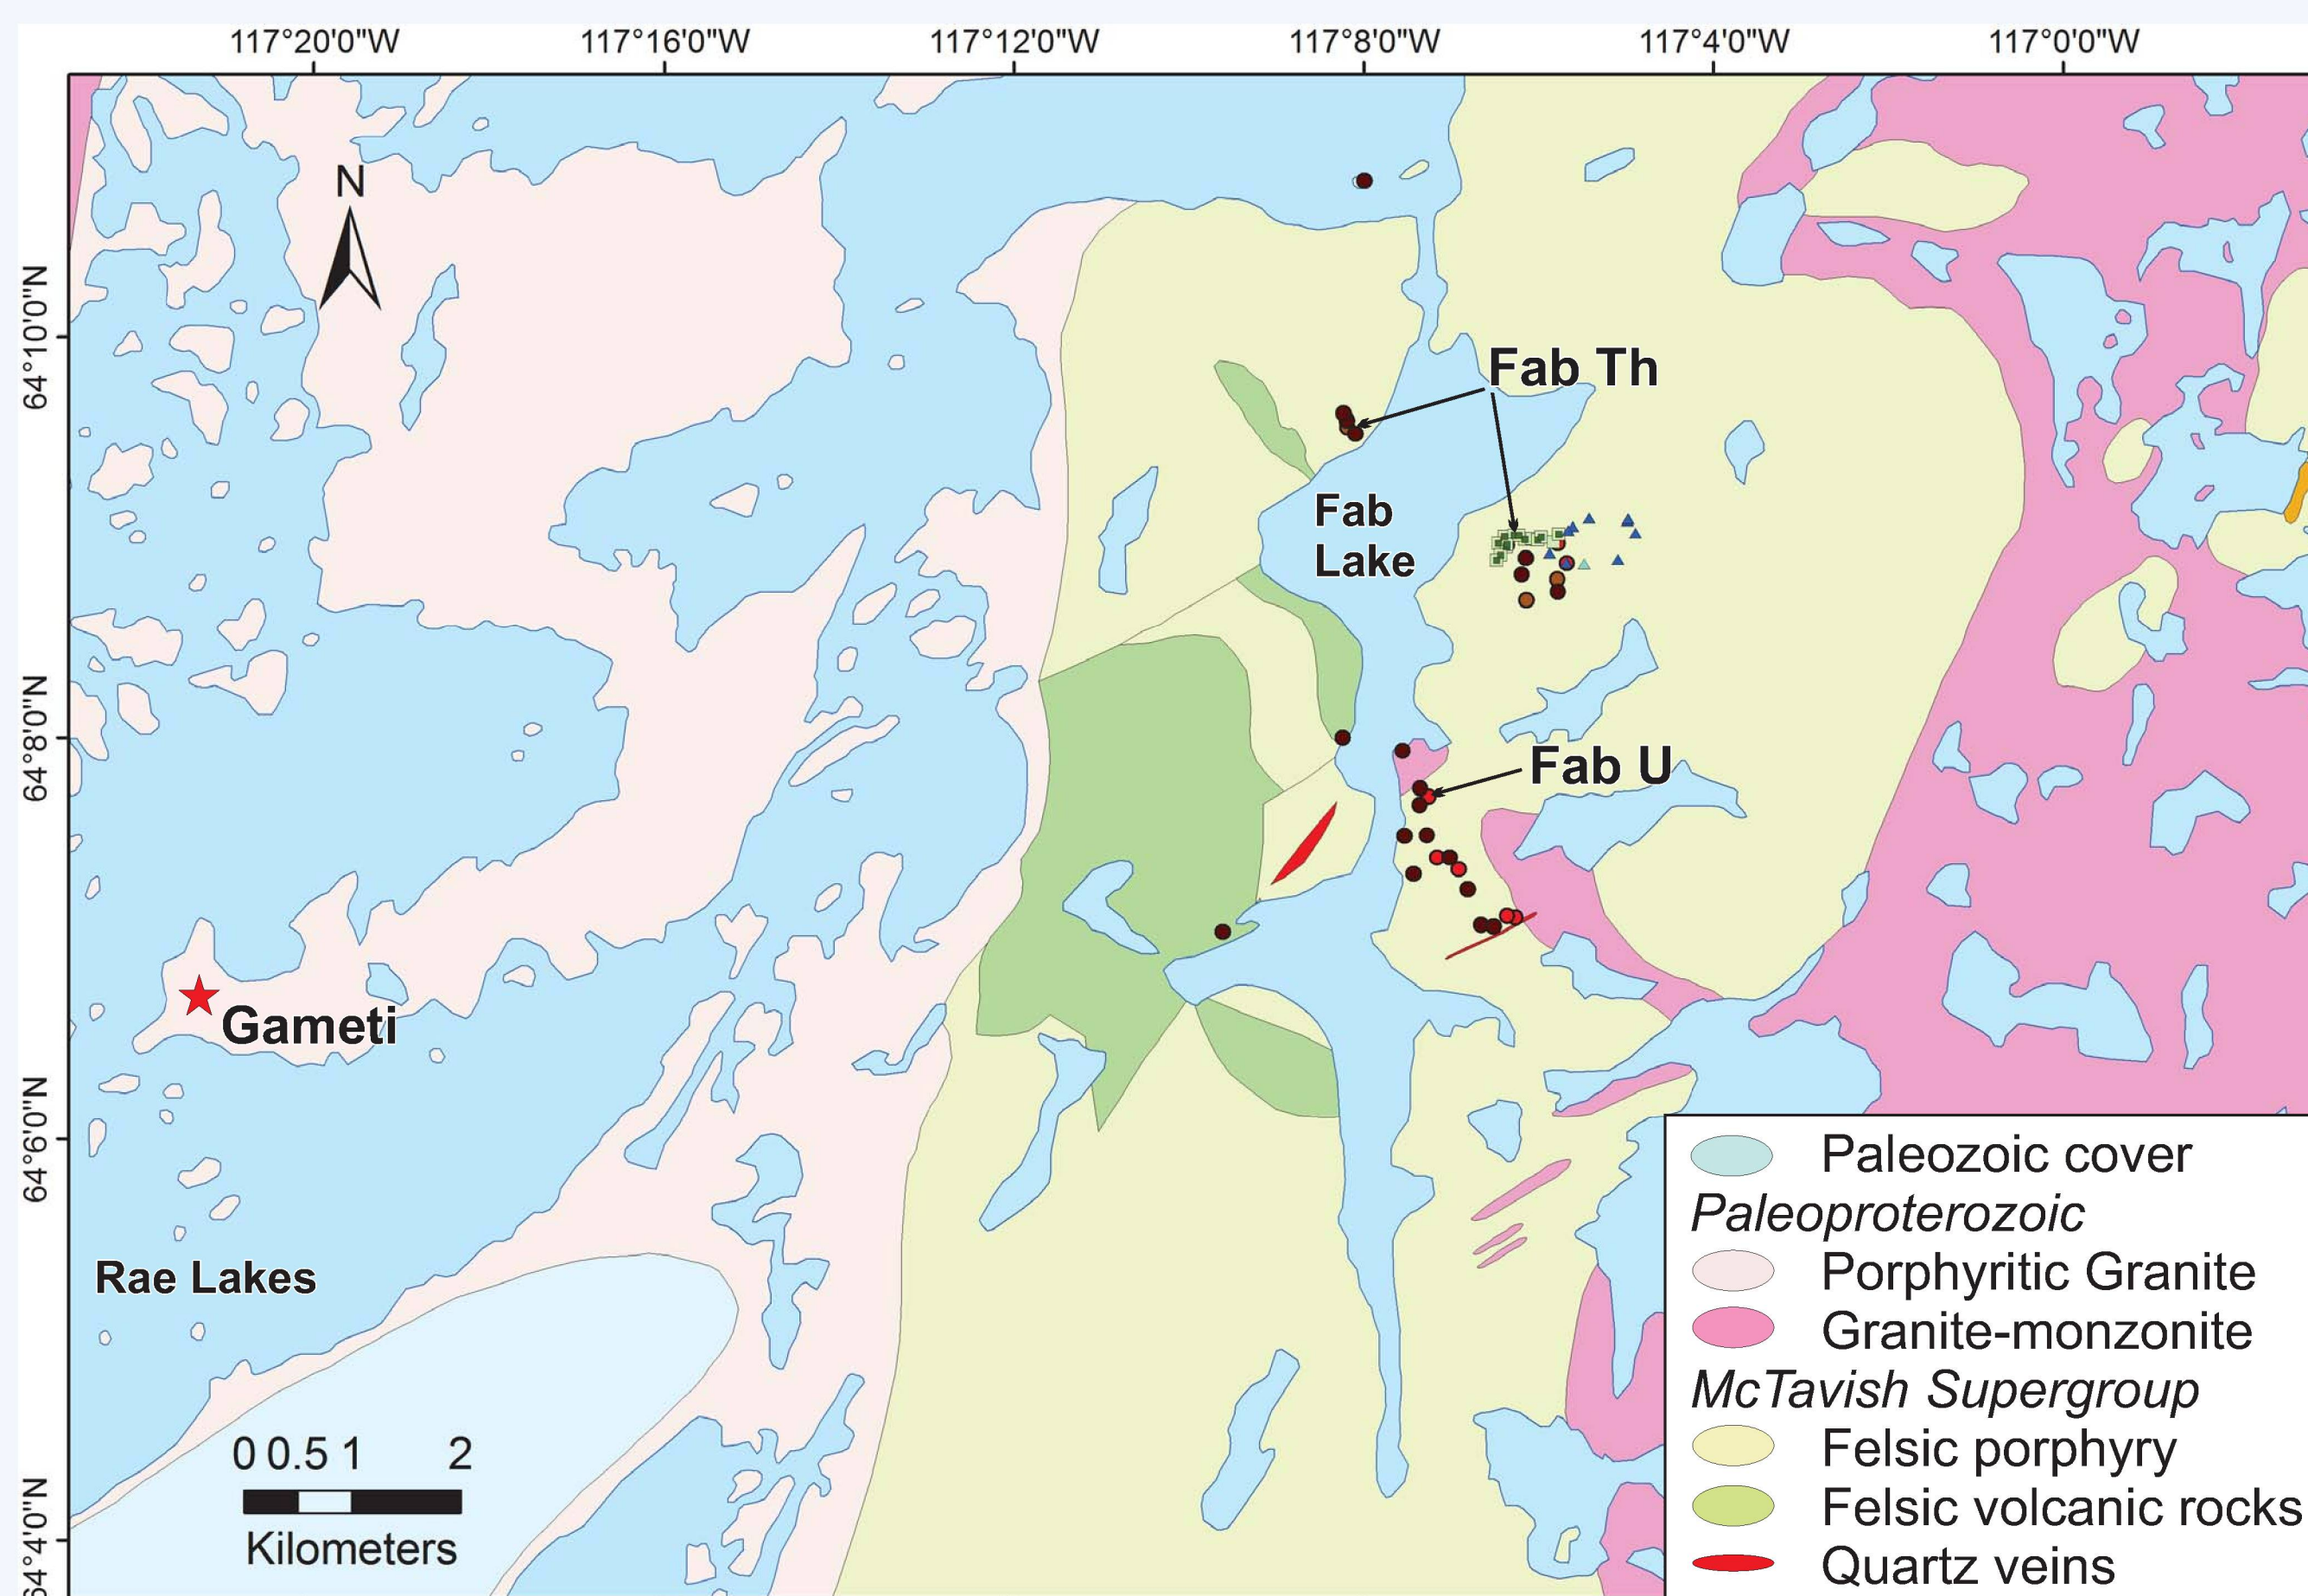 117°20'0"W 117°16'0"W 117°12'0"W 117°8'0"W 117°4'0"W 117°0'0"W
N
64°10'0"N
Fab Th
Fab
Lake
64°8'0"N
Fab U
Gameti
64°6'0"N
Rae Lakes
0 0.5 1 2
Kilometers
64°4'0"N
Paleozoic cover
Paleoproterozoic
Porphyritic Granite
Granite-monzonite
McTavish Supergroup
Felsic porphyry
Felsic volcanic rocks
Quartz veins